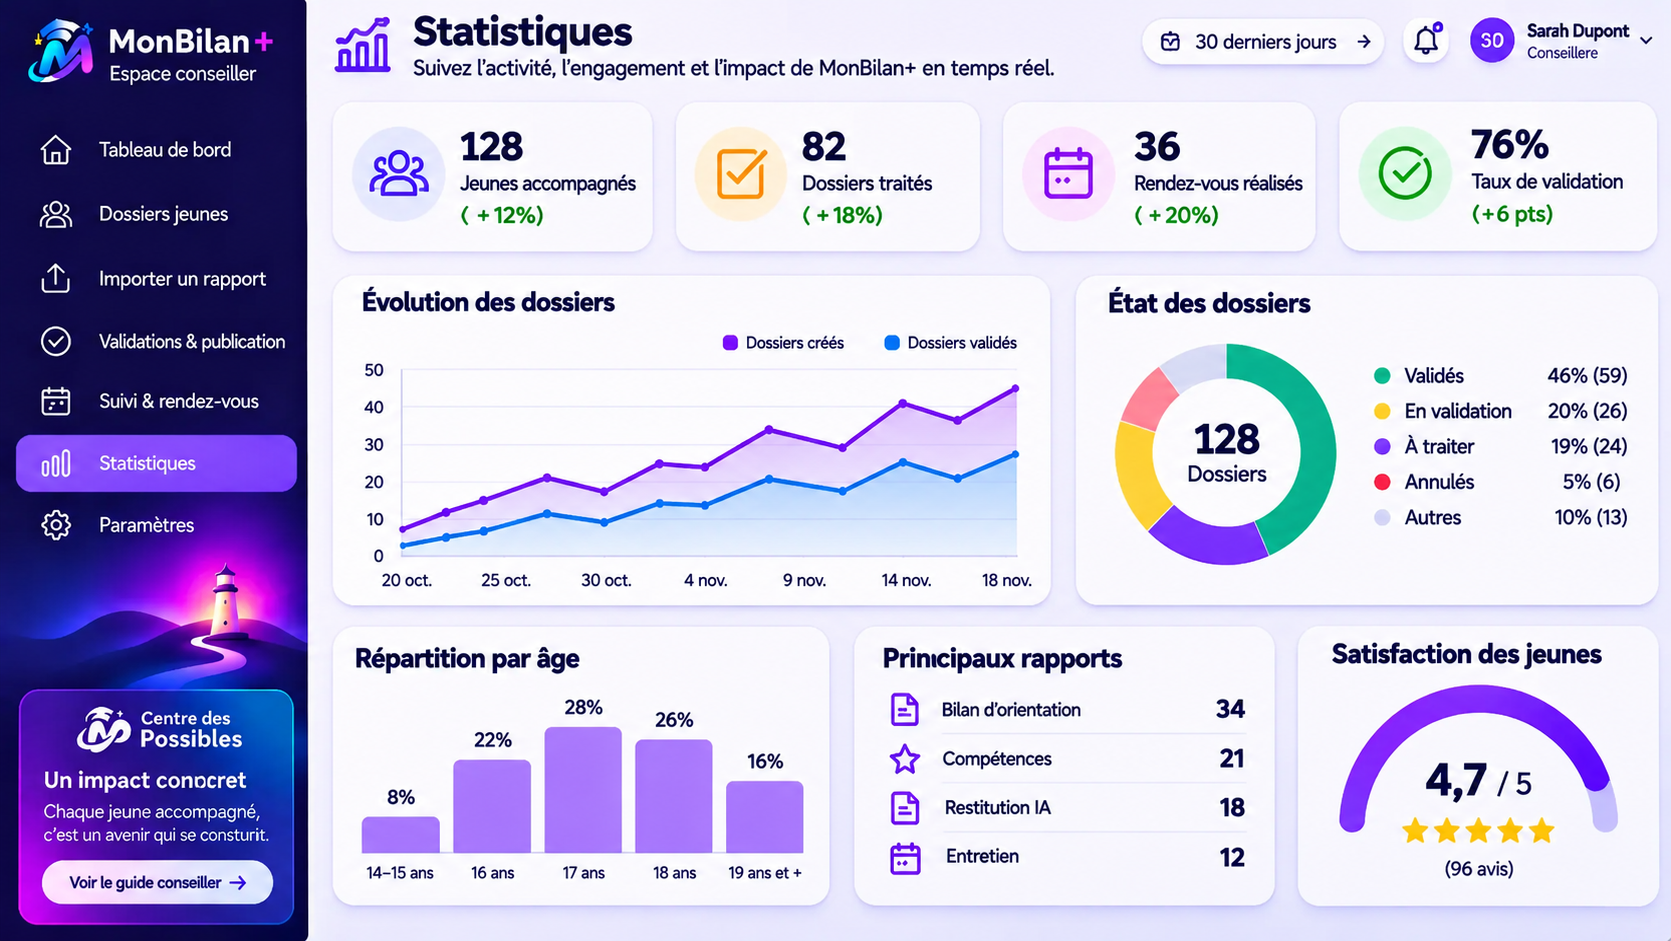 MonBilan+
Espace conseiller
Tableau de bord
Dossiers jeunes
Importer un rapport
Validations & publication
Suivi & rendez-vous
Statistiques
Paramètres
Centre des
Possibles
Un impact conɒcret
Chaque jeune accompagné,
c'est un avenir qui se consturit.
Voir le guide conseiller →
Statistiques
Suivez l'activité, l'engagement et l'impact de MonBilan+ en temps réel.
30 derniers jours →
SD
Sarah Dupont
Conseillere
128
Jeunes accompagnés
( +12%)
82
Dossiers traités
( +18%)
36
Rendez-vous réalisés
( +20%)
76%
Taux de validation
(+6 pts)
Évolution des dossiers
Dossiers créés
Dossiers validés
50
40
30
20
10
0
20 oct.
25 oct.
30 oct.
4 nov.
9 nov.
14 nov.
18 nov.
État des dossiers
128
Dossiers
Validés 46% (59)
En validation 20% (26)
À traiter 19% (24)
Annulés 5% (6)
Autres 10% (13)
Répartition par âge
8%
22%
28%
26%
16%
14–15 ans
16 ans
17 ans
18 ans
19 ans et +
Principaux rapports
Bilan d'orientation 34
Compétences 21
Restitution IA 18
Entretien 12
Satisfaction des jeunes
4,7 / 5
(96 avis)